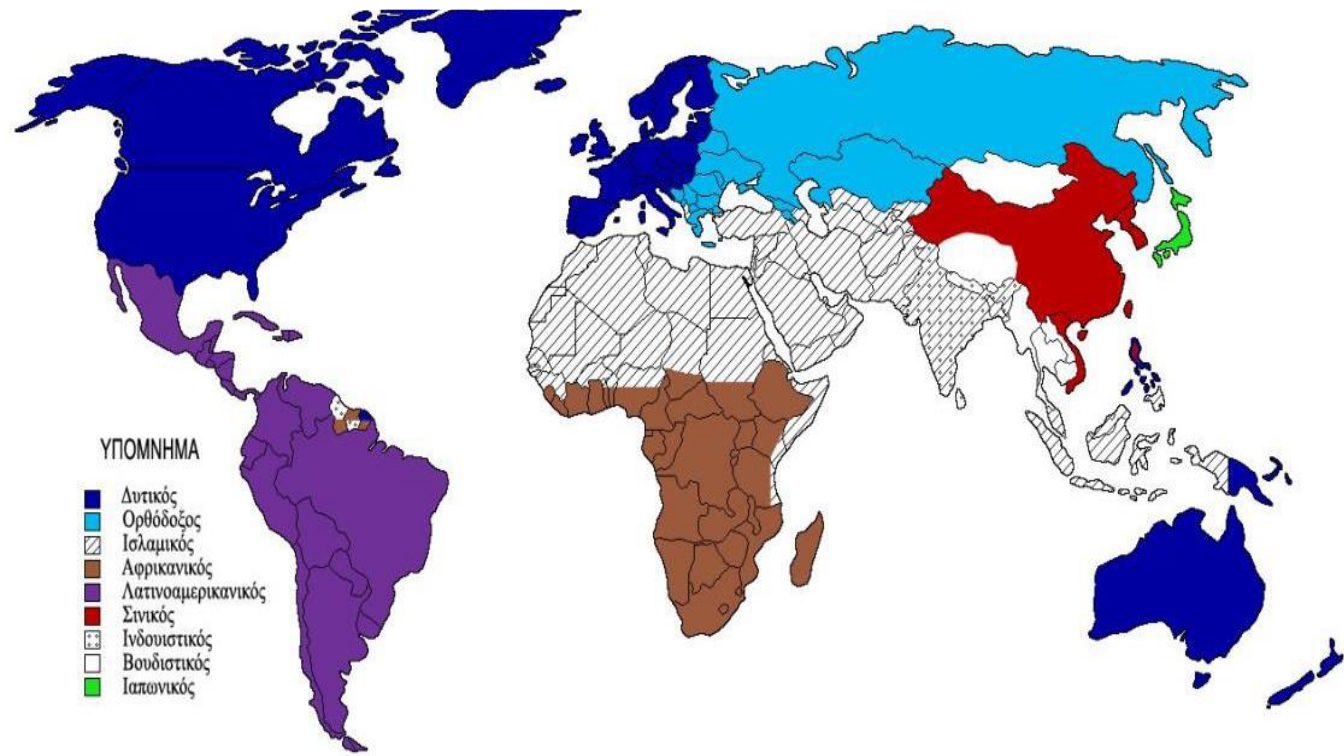 ΥΠΟΜΝΗΜΑ
Δυτικός
Ορθόδοξος
Ισλαμικός
Αφρικανικός
Λατινοαμερικανικός
Σινικός
Ινδουιστικός
Βουδιστικός
Ιαπωνικός